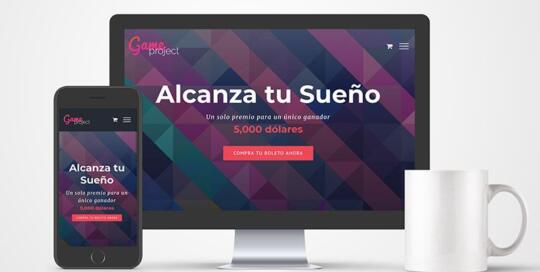 Game
project
Alcanza tu Sueño
Un solo premio para un único ganador
5,000 dólares
COMPRA TU BOLETO AHORA
Game
project
Alcanza tu
Sueño
Un solo premio para un
único ganador
5,000 dólares
COMPRA TU BOLETO AHORA